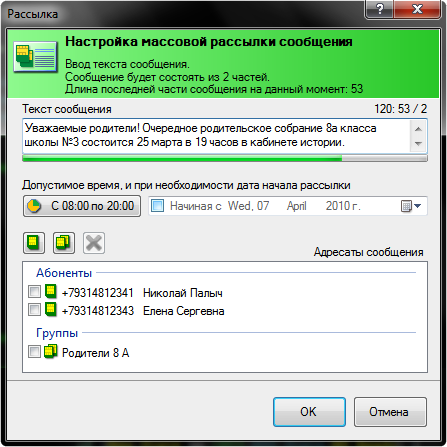 Рассылка
Настройка массовой рассылки сообщения
Ввод текста сообщения.
Сообщение будет состоять из 2 частей.
Длина последней части сообщения на данный момент: 53
Текст сообщения 120: 53 / 2
Уважаемые родители! Очередное родительское собрание 8а класса
школы №3 состоится 25 марта в 19 часов в кабинете истории.
Допустимое время, и при необходимости дата начала рассылки
С 08:00 по 20:00 Начиная с Wed, 07 April 2010 г.
Адресаты сообщения
Абоненты
+79314812341 Николай Палыч
+79314812343 Елена Сергевна
Группы
Родители 8 А
OK Отмена